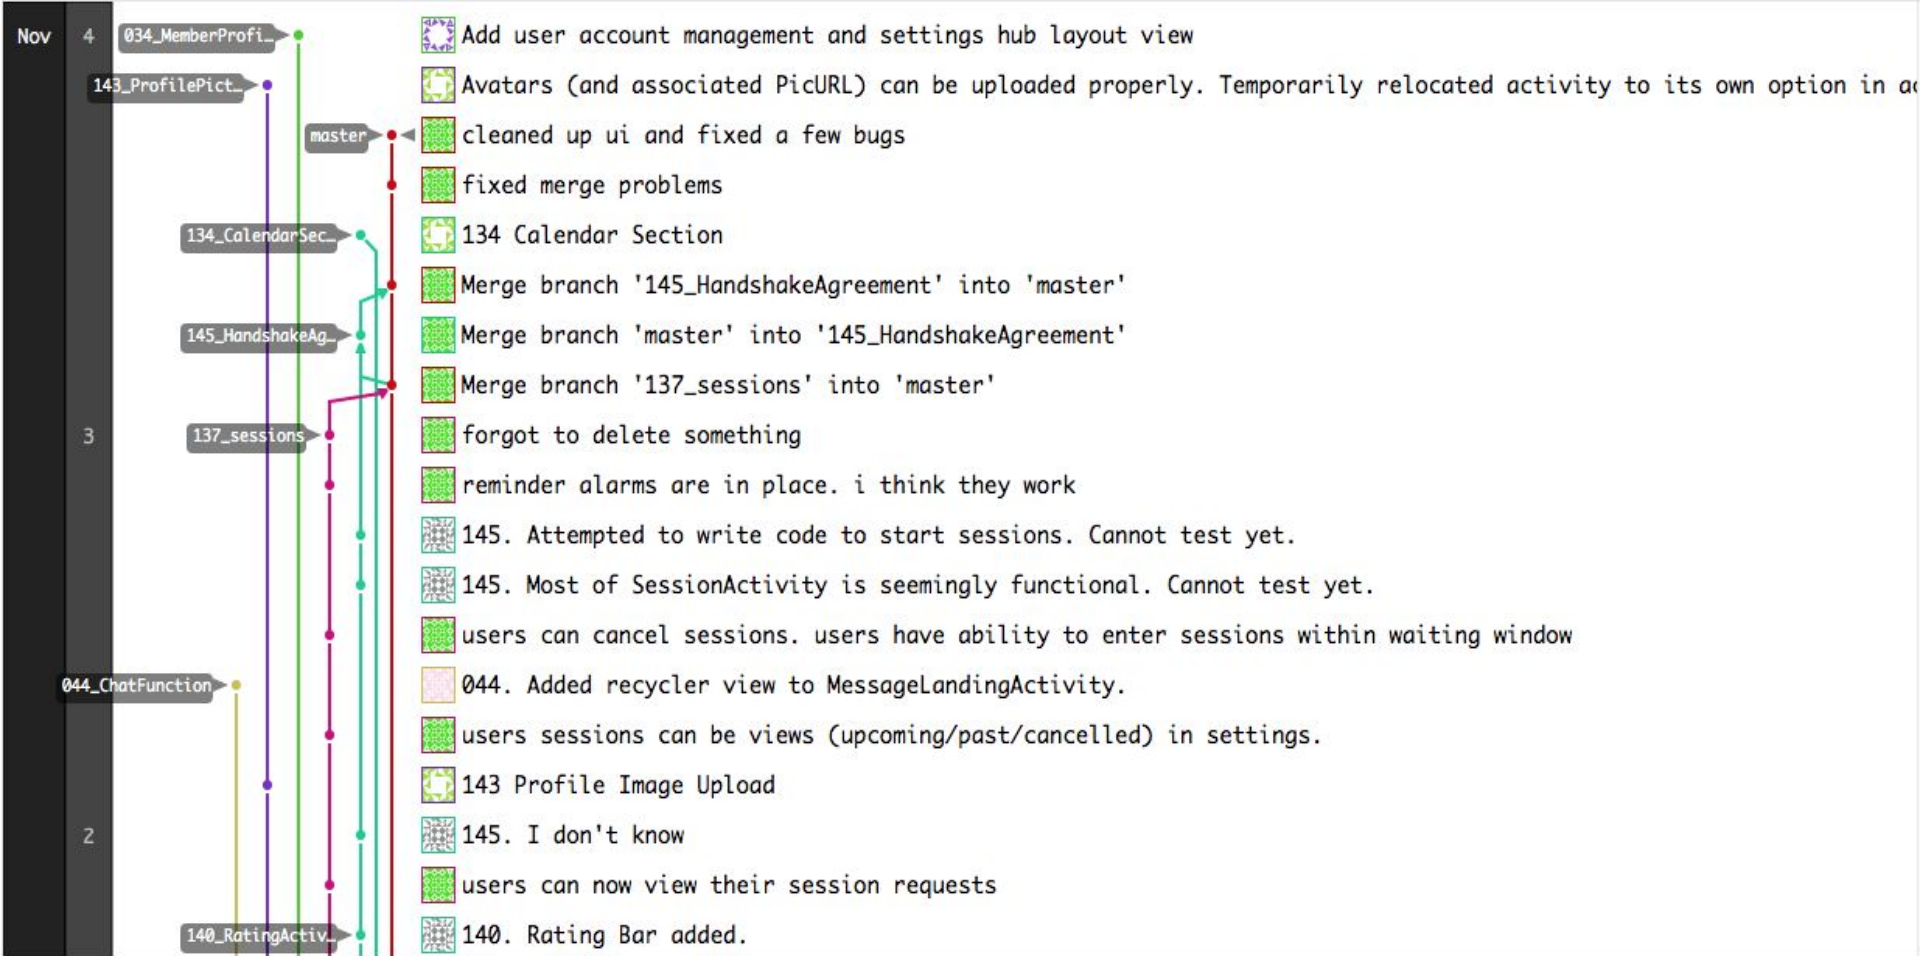 Nov 4 034_MemberProfi… Add user account management and settings hub layout view
143_ProfilePict… Avatars (and associated PicURL) can be uploaded properly. Temporarily relocated activity to its own option in
master cleaned up ui and fixed a few bugs
fixed merge problems
134_CalendarSec… 134 Calendar Section
Merge branch '145_HandshakeAgreement' into 'master'
145_HandshakeAg… Merge branch 'master' into '145_HandshakeAgreement'
Merge branch '137_sessions' into 'master'
3 137_sessions forgot to delete something
reminder alarms are in place. i think they work
145. Attempted to write code to start sessions. Cannot test yet.
145. Most of SessionActivity is seemingly functional. Cannot test yet.
users can cancel sessions. users have ability to enter sessions within waiting window
044_ChatFunction 044. Added recycler view to MessageLandingActivity.
users sessions can be views (upcoming/past/cancelled) in settings.
143 Profile Image Upload
2 145. I don't know
users can now view their session requests
140_RatingActiv… 140. Rating Bar added.